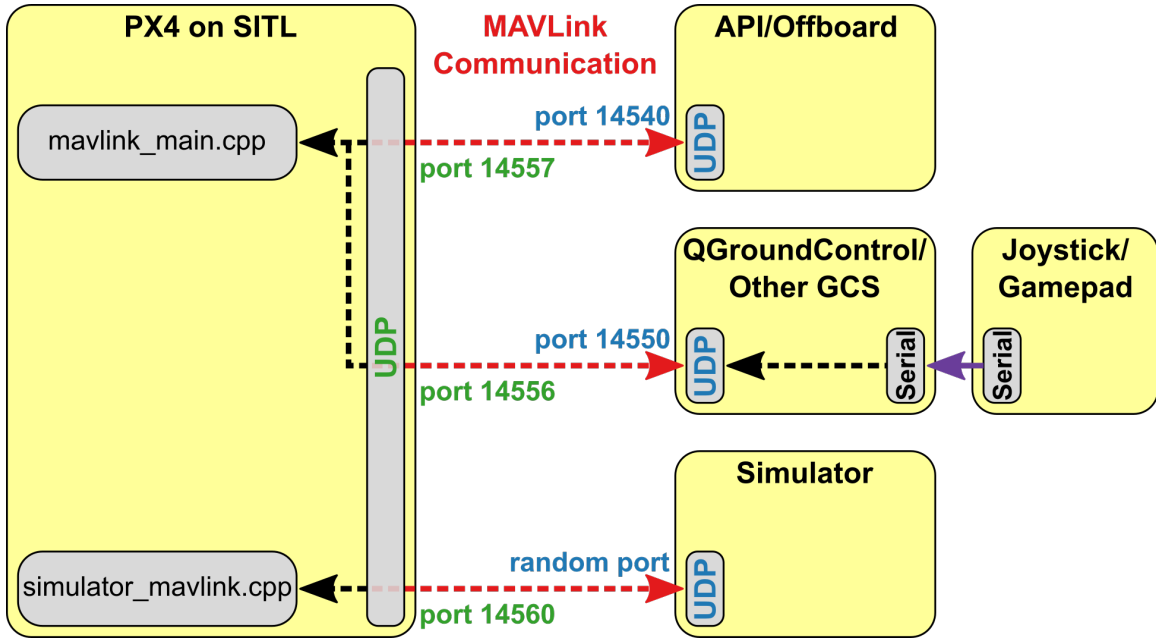 PX4 on SITL
mavlink_main.cpp
simulator_mavlink.cpp
UDP
MAVLink
Communication
port 14540
port 14557
port 14550
port 14556
random port
port 14560
API/Offboard
UDP
QGroundControl/
Other GCS
UDP
Serial
Joystick/
Gamepad
Serial
Simulator
UDP